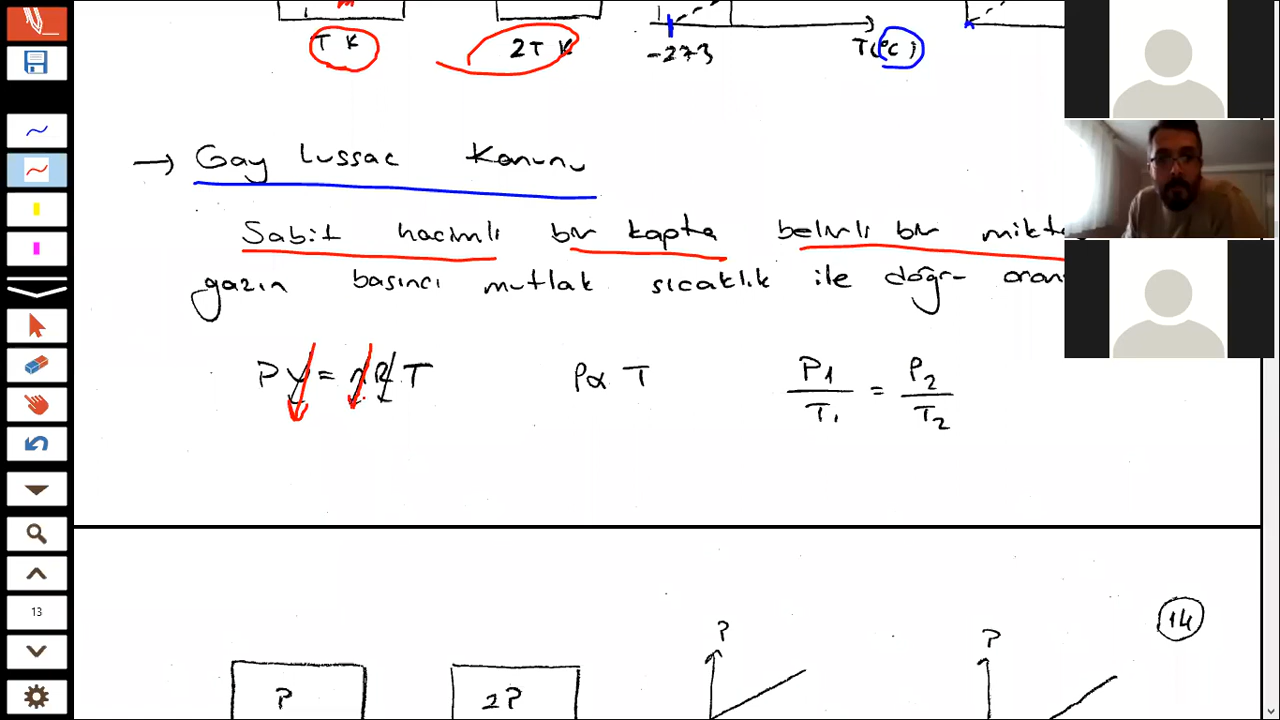 T K
2T K
-273
T(°C)
→ Gay lussac Kanunu
Sabit hacimli bir kapta belirli bir mikt
gazın basıncı mutlak sıcaklık ile doğru oran
PV = nRT
P∝ T
P1/T1 = P2/T2
13
14
P
P
P
2P